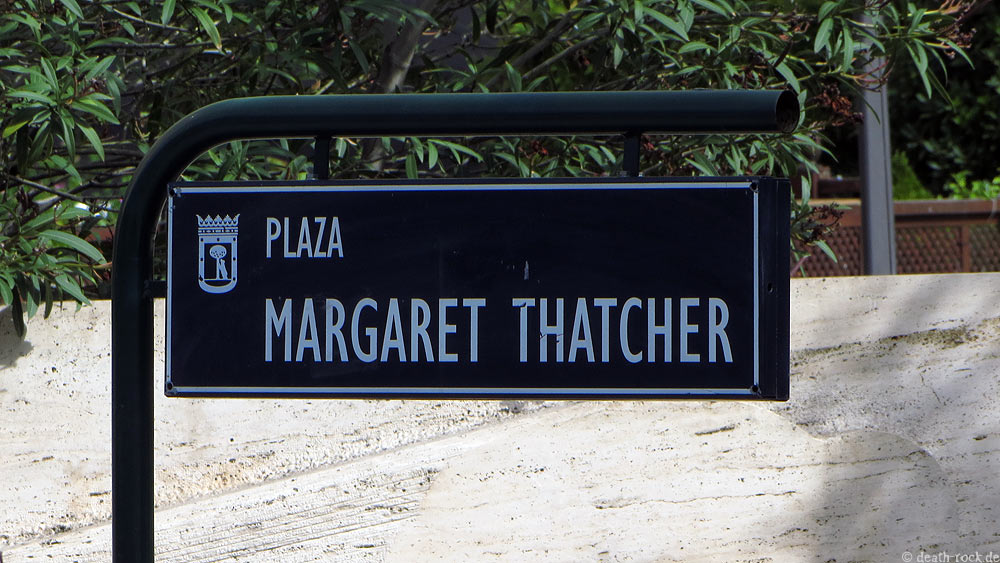 PLAZA
MARGARET THATCHER
© death-rock.de